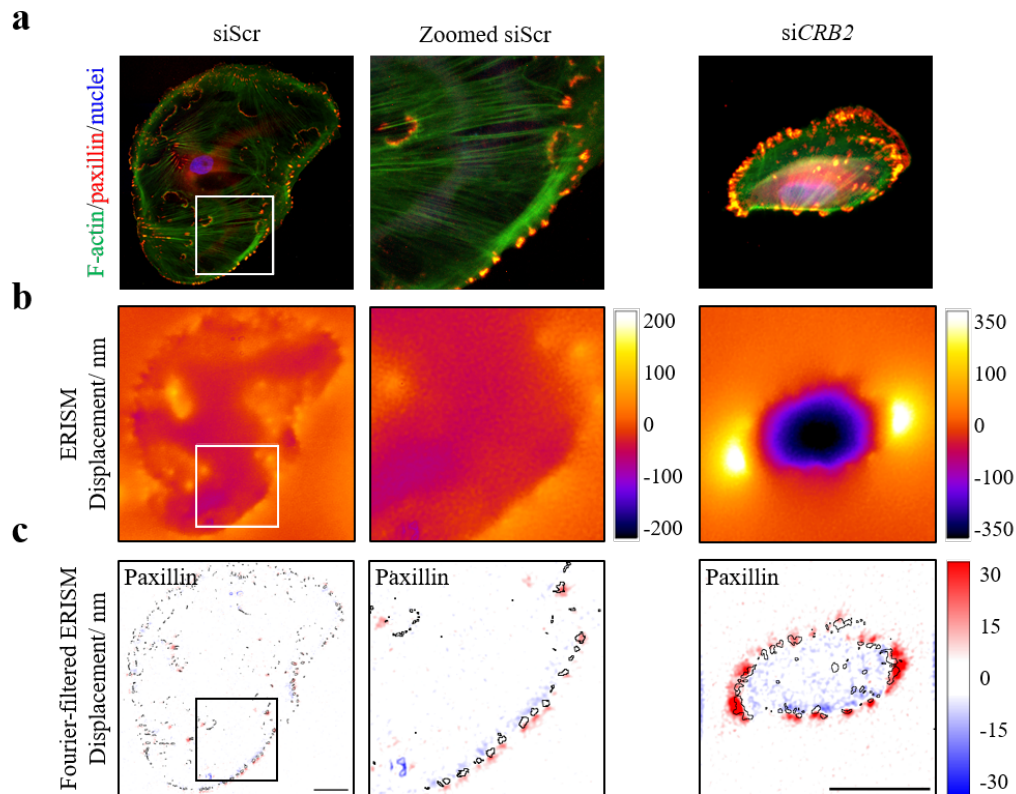 a
siScr
Zoomed siScr
siCRB2
F-actin/paxillin/nuclei
b
ERISM
Displacement/ nm
200
100
0
-100
-200
350
100
0
-100
-350
c
Fourier-filtered ERISM
Displacement/ nm
Paxillin
Paxillin
Paxillin
30
15
0
-15
-30